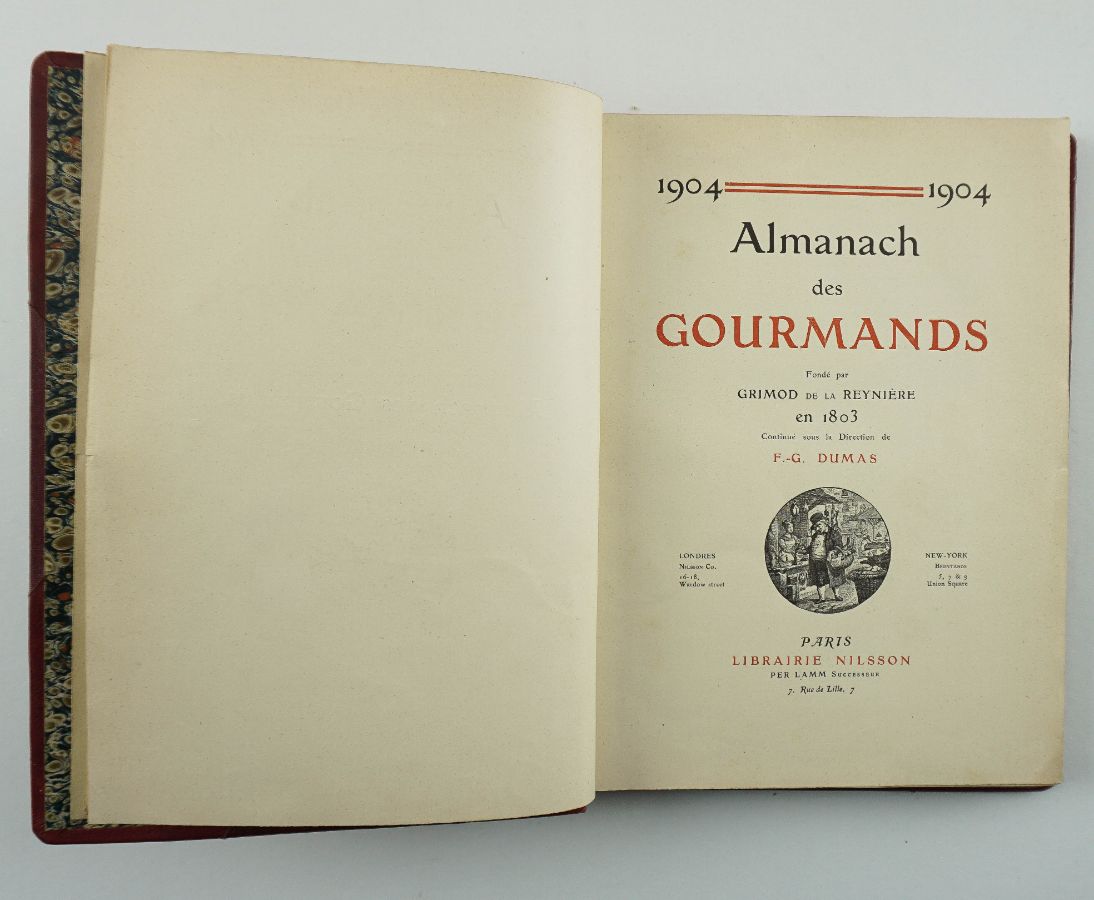 1904 1904
Almanach
des
GOURMANDS
Fondé par
GRIMOD DE LA REYNIÈRE
en 1803
Continué sous la Direction de
F.-G. DUMAS
LONDRES
NILSSON Co.
16-18,
Wardow street
NEW-YORK
BRENTANOS
5, 7 & 9
Union Square
PARIS
LIBRAIRIE NILSSON
PER LAMM SUCCESSEUR
7, Rue de Lille, 7